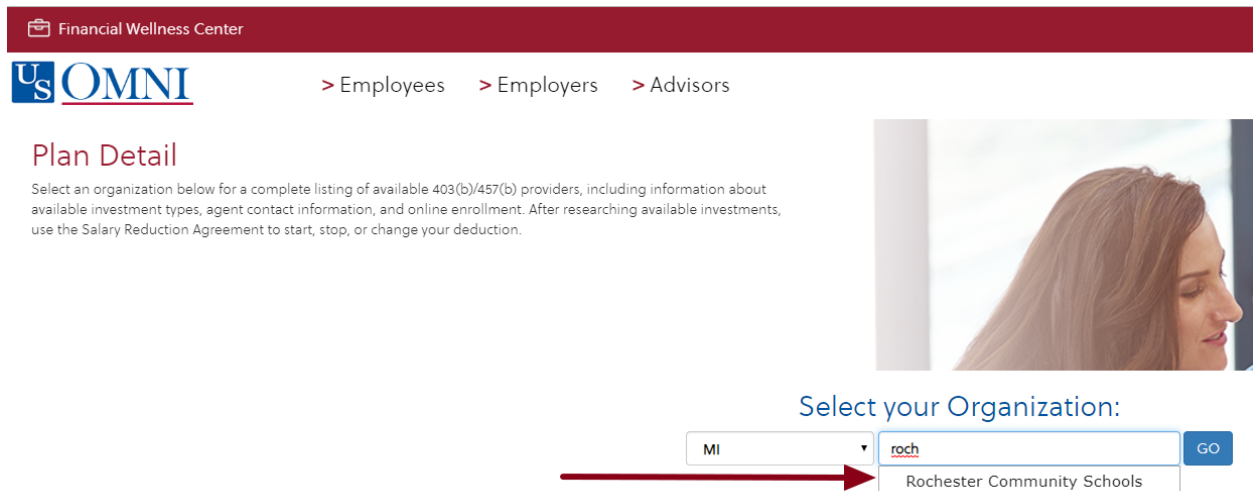 Financial Wellness Center
US OMNI
> Employees > Employers > Advisors
Plan Detail
Select an organization below for a complete listing of available 403(b)/457(b) providers, including information about
available investment types, agent contact information, and online enrollment. After researching available investments,
use the Salary Reduction Agreement to start, stop, or change your deduction.
Select your Organization:
MI roch GO
Rochester Community Schools